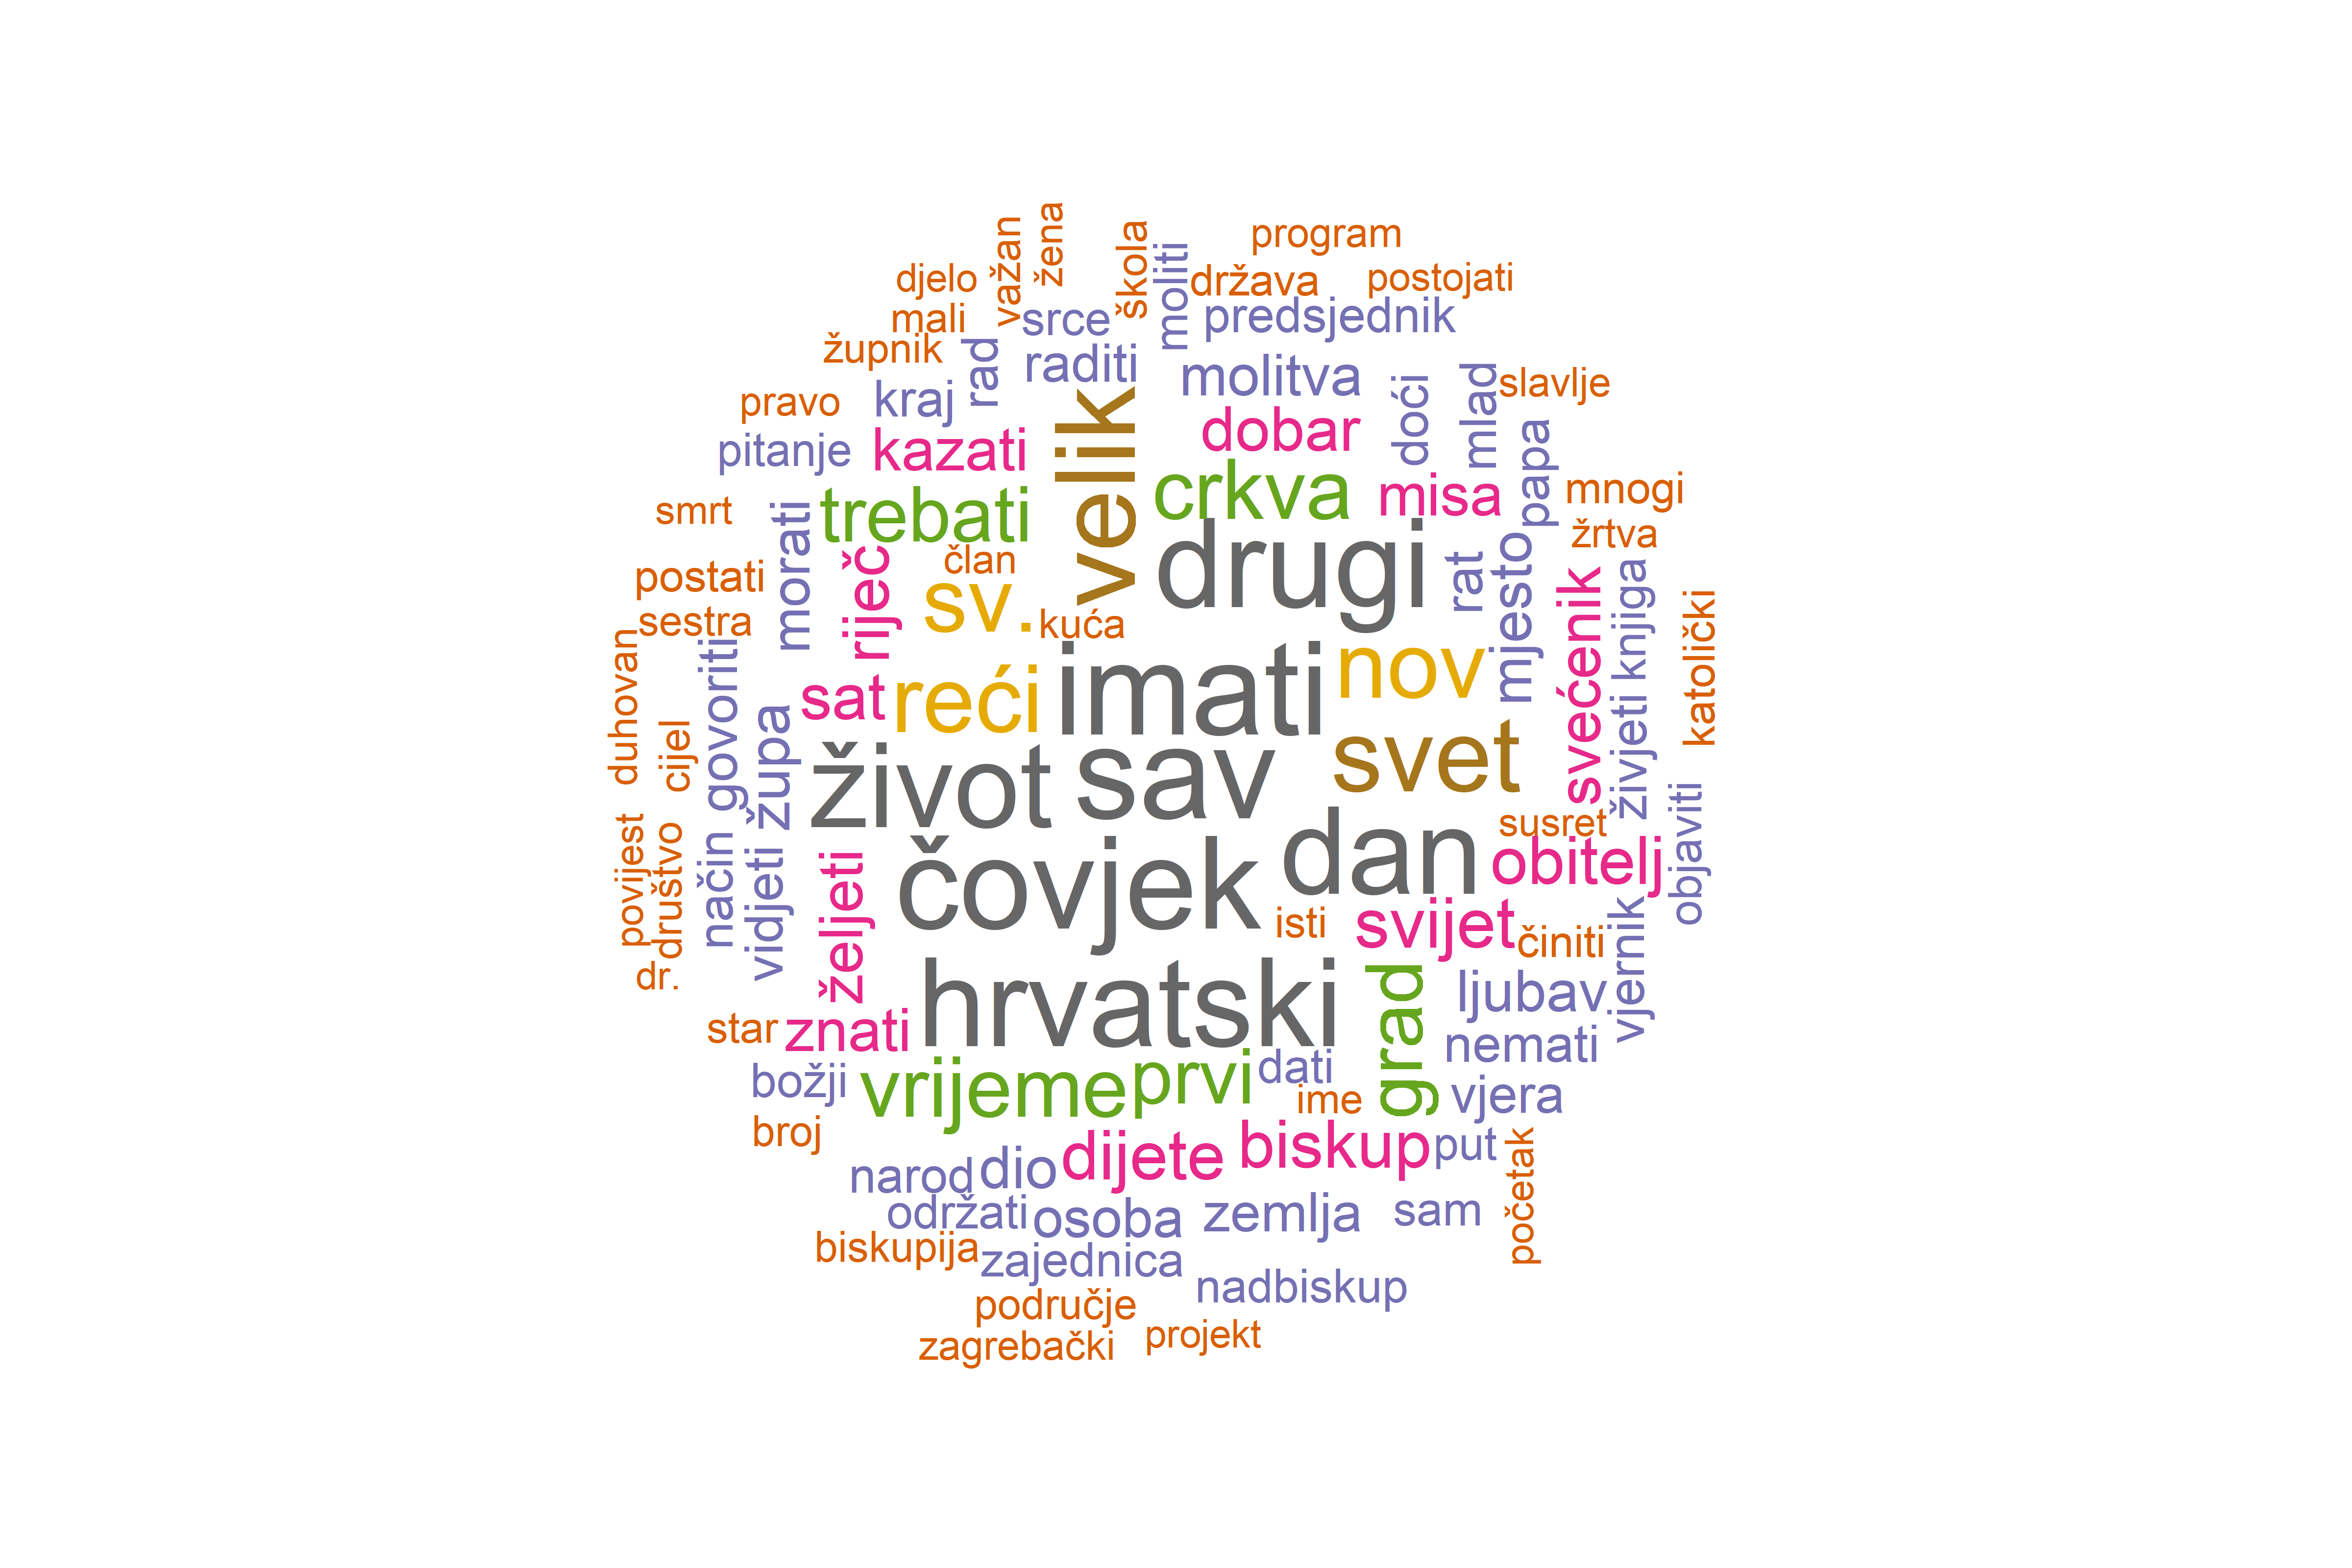 žena
važan
škola
program
moliti
djelo
država
postojati
mali
srce
predsjednik
župnik
rad
raditi
molitva
doći
mlad
slavlje
pravo
kraj
velik
dobar
papa
pitanje
kazati
crkva
misa
mnogi
smrt
morati
trebati
drugi
žrtva
riječ
član
rat
mjesto
postati
sv.
svećenik
knjiga
katolički
sestra
kuća
duhovan
govoriti
sat
reći
imati
nov
cijel
župa
život
sav
svet
živjeti
povijest
društvo
način
vidjeti
željeti
čovjek
dan
susret
obitelj
objaviti
isti
svijet
činiti
vjernik
dr.
hrvatski
grad
ljubav
star
znati
nemati
božji
vrijeme
prvi
dati
ime
vjera
broj
dijete
biskup
put
početak
narod
dio
održati
osoba
zemlja
sam
biskupija
zajednica
nadbiskup
područje
zagrebački
projekt